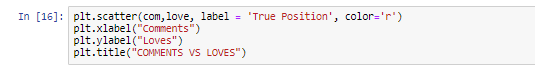 In [16]: plt.scatter(com,love, label = 'True Position', color='r')
plt.xlabel("Comments")
plt.ylabel("Loves")
plt.title("COMMENTS VS LOVES")